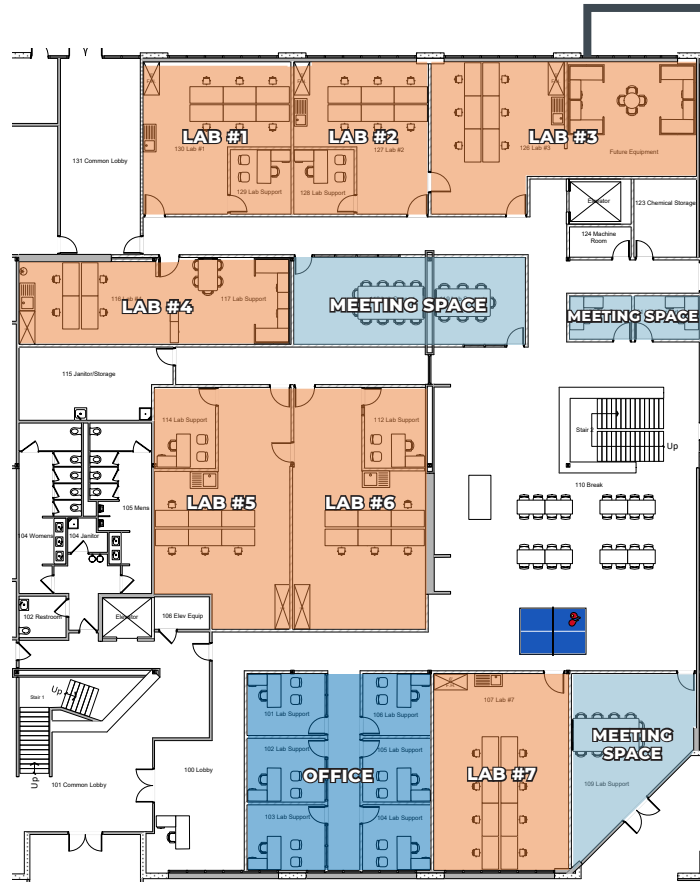 LAB #1
130 Lab #1
129 Lab Support
LAB #2
127 Lab #2
128 Lab Support
LAB #3
126 Lab #3
Future Equipment
131 Common Lobby
Elevator
123 Chemical Storage
124 Machine
Room
LAB #4
117 Lab Support
MEETING SPACE
MEETING SPACE
115 Janitor/Storage
114 Lab Support
112 Lab Support
LAB #5
LAB #6
Stair 2
Up
110 Break
105 Mens
104 Womens
104 Janitor
102 Restroom
Elevator
106 Elev Equip
Stair 1
Up
Up
101 Common Lobby
100 Lobby
101 Lab Support
106 Lab Support
102 Lab Support
105 Lab Support
OFFICE
103 Lab Support
104 Lab Support
107 Lab #7
LAB #7
MEETING
SPACE
109 Lab Support